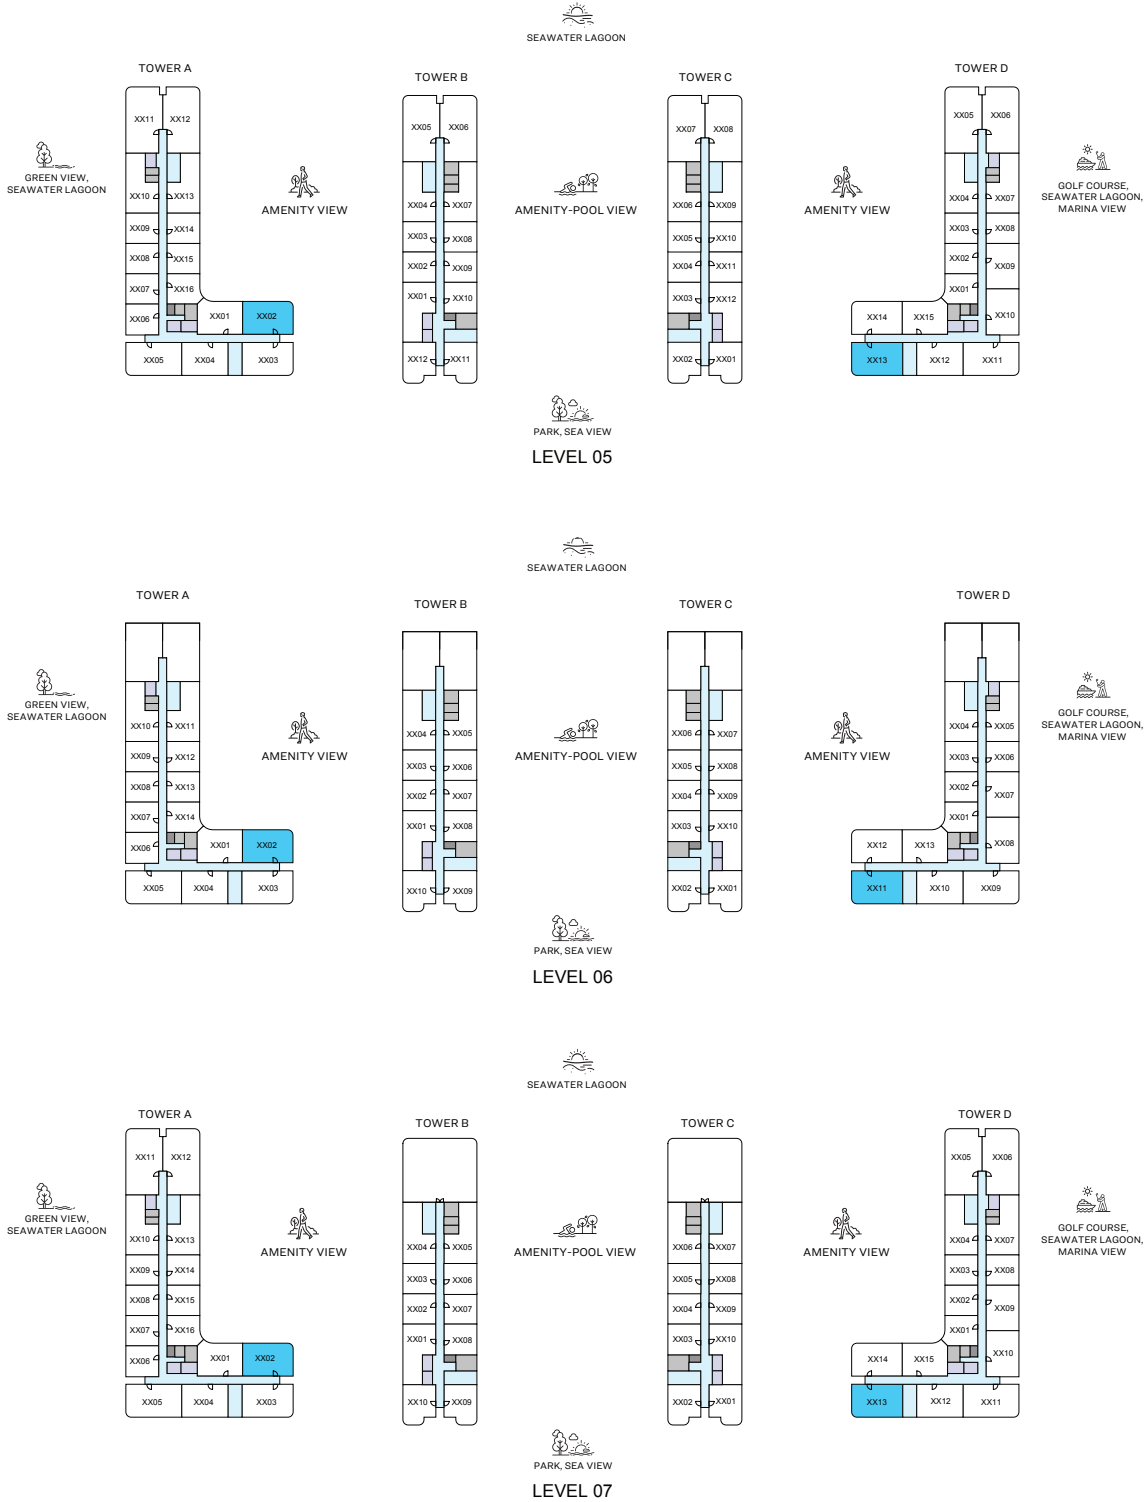 SEAWATER LAGOON
TOWER A
TOWER B
TOWER C
TOWER D
XX11 XX12
XX05 XX06
XX07 XX08
XX05 XX06
GREEN VIEW,
SEAWATER LAGOON
AMENITY VIEW
AMENITY-POOL VIEW
AMENITY VIEW
GOLF COURSE,
SEAWATER LAGOON,
MARINA VIEW
XX10 XX13
XX04 XX07
XX06 XX09
XX04 XX07
XX09 XX14
XX03 XX08
XX05 XX10
XX03 XX08
XX08 XX15
XX02 XX09
XX04 XX11
XX02 XX09
XX07 XX16
XX01 XX10
XX03 XX12
XX01
XX06 XX01 XX02
XX14 XX15 XX10
XX05 XX04 XX03
XX12 XX11
XX02 XX01
XX13 XX12 XX11
PARK, SEA VIEW
LEVEL 05
SEAWATER LAGOON
TOWER A
TOWER B
TOWER C
TOWER D
GREEN VIEW,
SEAWATER LAGOON
AMENITY VIEW
AMENITY-POOL VIEW
AMENITY VIEW
GOLF COURSE,
SEAWATER LAGOON,
MARINA VIEW
XX10 XX11
XX04 XX05
XX06 XX07
XX04 XX05
XX09 XX12
XX03 XX06
XX05 XX08
XX03 XX06
XX08 XX13
XX02 XX07
XX04 XX09
XX02 XX07
XX07 XX14
XX01 XX08
XX03 XX10
XX01
XX06 XX01 XX02
XX12 XX13 XX08
XX05 XX04 XX03
XX10 XX09
XX02 XX01
XX11 XX10 XX09
PARK, SEA VIEW
LEVEL 06
SEAWATER LAGOON
TOWER A
TOWER B
TOWER C
TOWER D
XX11 XX12
XX05 XX06
GREEN VIEW,
SEAWATER LAGOON
AMENITY VIEW
AMENITY-POOL VIEW
AMENITY VIEW
GOLF COURSE,
SEAWATER LAGOON,
MARINA VIEW
XX10 XX13
XX04 XX05
XX06 XX07
XX04 XX07
XX09 XX14
XX03 XX06
XX05 XX08
XX03 XX08
XX08 XX15
XX02 XX07
XX04 XX09
XX02 XX09
XX07 XX16
XX01 XX08
XX03 XX10
XX01
XX06 XX01 XX02
XX14 XX15 XX10
XX05 XX04 XX03
XX10 XX09
XX02 XX01
XX13 XX12 XX11
PARK, SEA VIEW
LEVEL 07